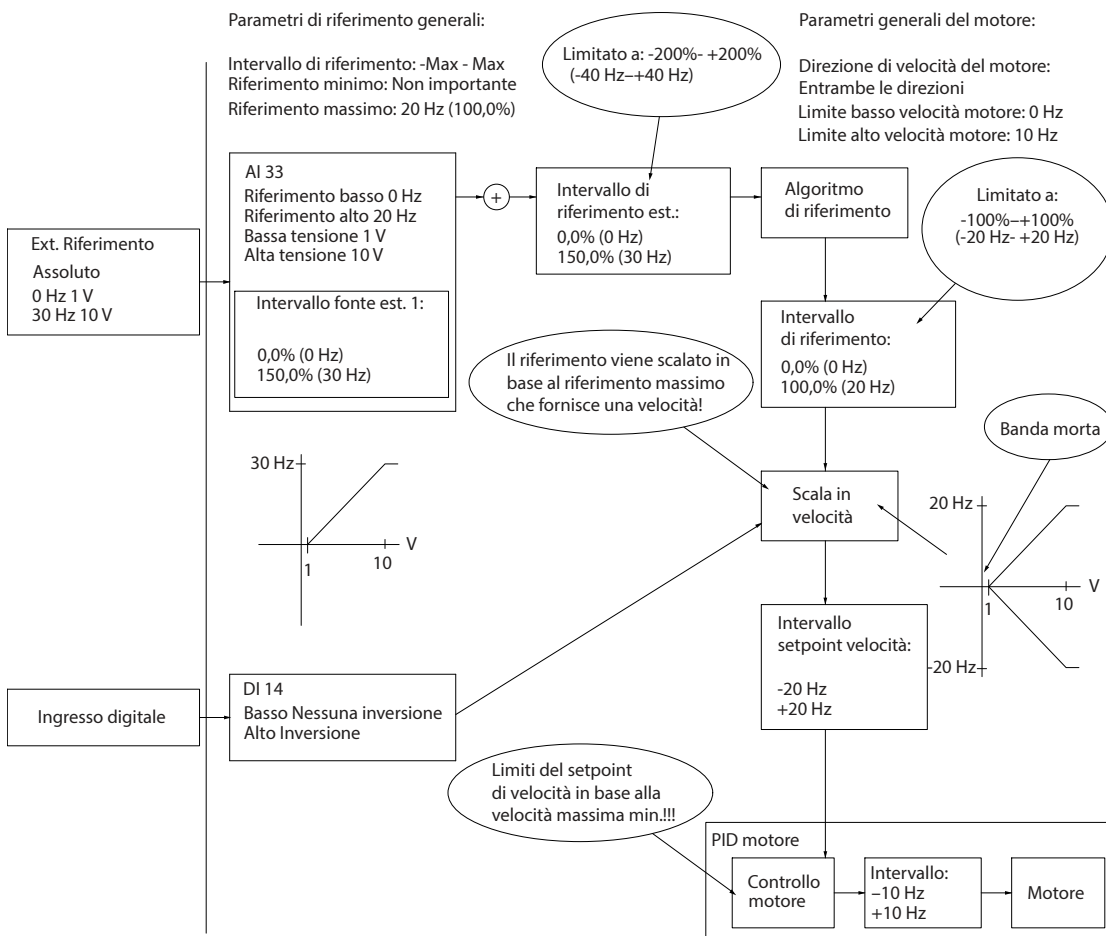 Parametri di riferimento generali:
Intervallo di riferimento: -Max - Max
Riferimento minimo: Non importante
Riferimento massimo: 20 Hz (100,0%)
Limitato a: -200%- +200%
(-40 Hz–+40 Hz)
Parametri generali del motore:
Direzione di velocità del motore:
Entrambe le direzioni
Limite basso velocità motore: 0 Hz
Limite alto velocità motore: 10 Hz
Ext. Riferimento
Assoluto
0 Hz 1 V
30 Hz 10 V
AI 33
Riferimento basso 0 Hz
Riferimento alto 20 Hz
Bassa tensione 1 V
Alta tensione 10 V
Intervallo fonte est. 1:
0,0% (0 Hz)
150,0% (30 Hz)
+
Intervallo di
riferimento est.:
0,0% (0 Hz)
150,0% (30 Hz)
Algoritmo
di riferimento
Limitato a:
-100%–+100%
(-20 Hz- +20 Hz)
Intervallo
di riferimento:
0,0% (0 Hz)
100,0% (20 Hz)
Il riferimento viene scalato in
base al riferimento massimo
che fornisce una velocità!
Banda morta
30 Hz
V
1
10
Scala in
velocità
20 Hz
V
1
10
-20 Hz
Intervallo
setpoint velocità:
-20 Hz
+20 Hz
Ingresso digitale
DI 14
Basso Nessuna inversione
Alto Inversione
Limiti del setpoint
di velocità in base alla
velocità massima min.!!!
PID motore
Controllo
motore
Intervallo:
–10 Hz
+10 Hz
Motore